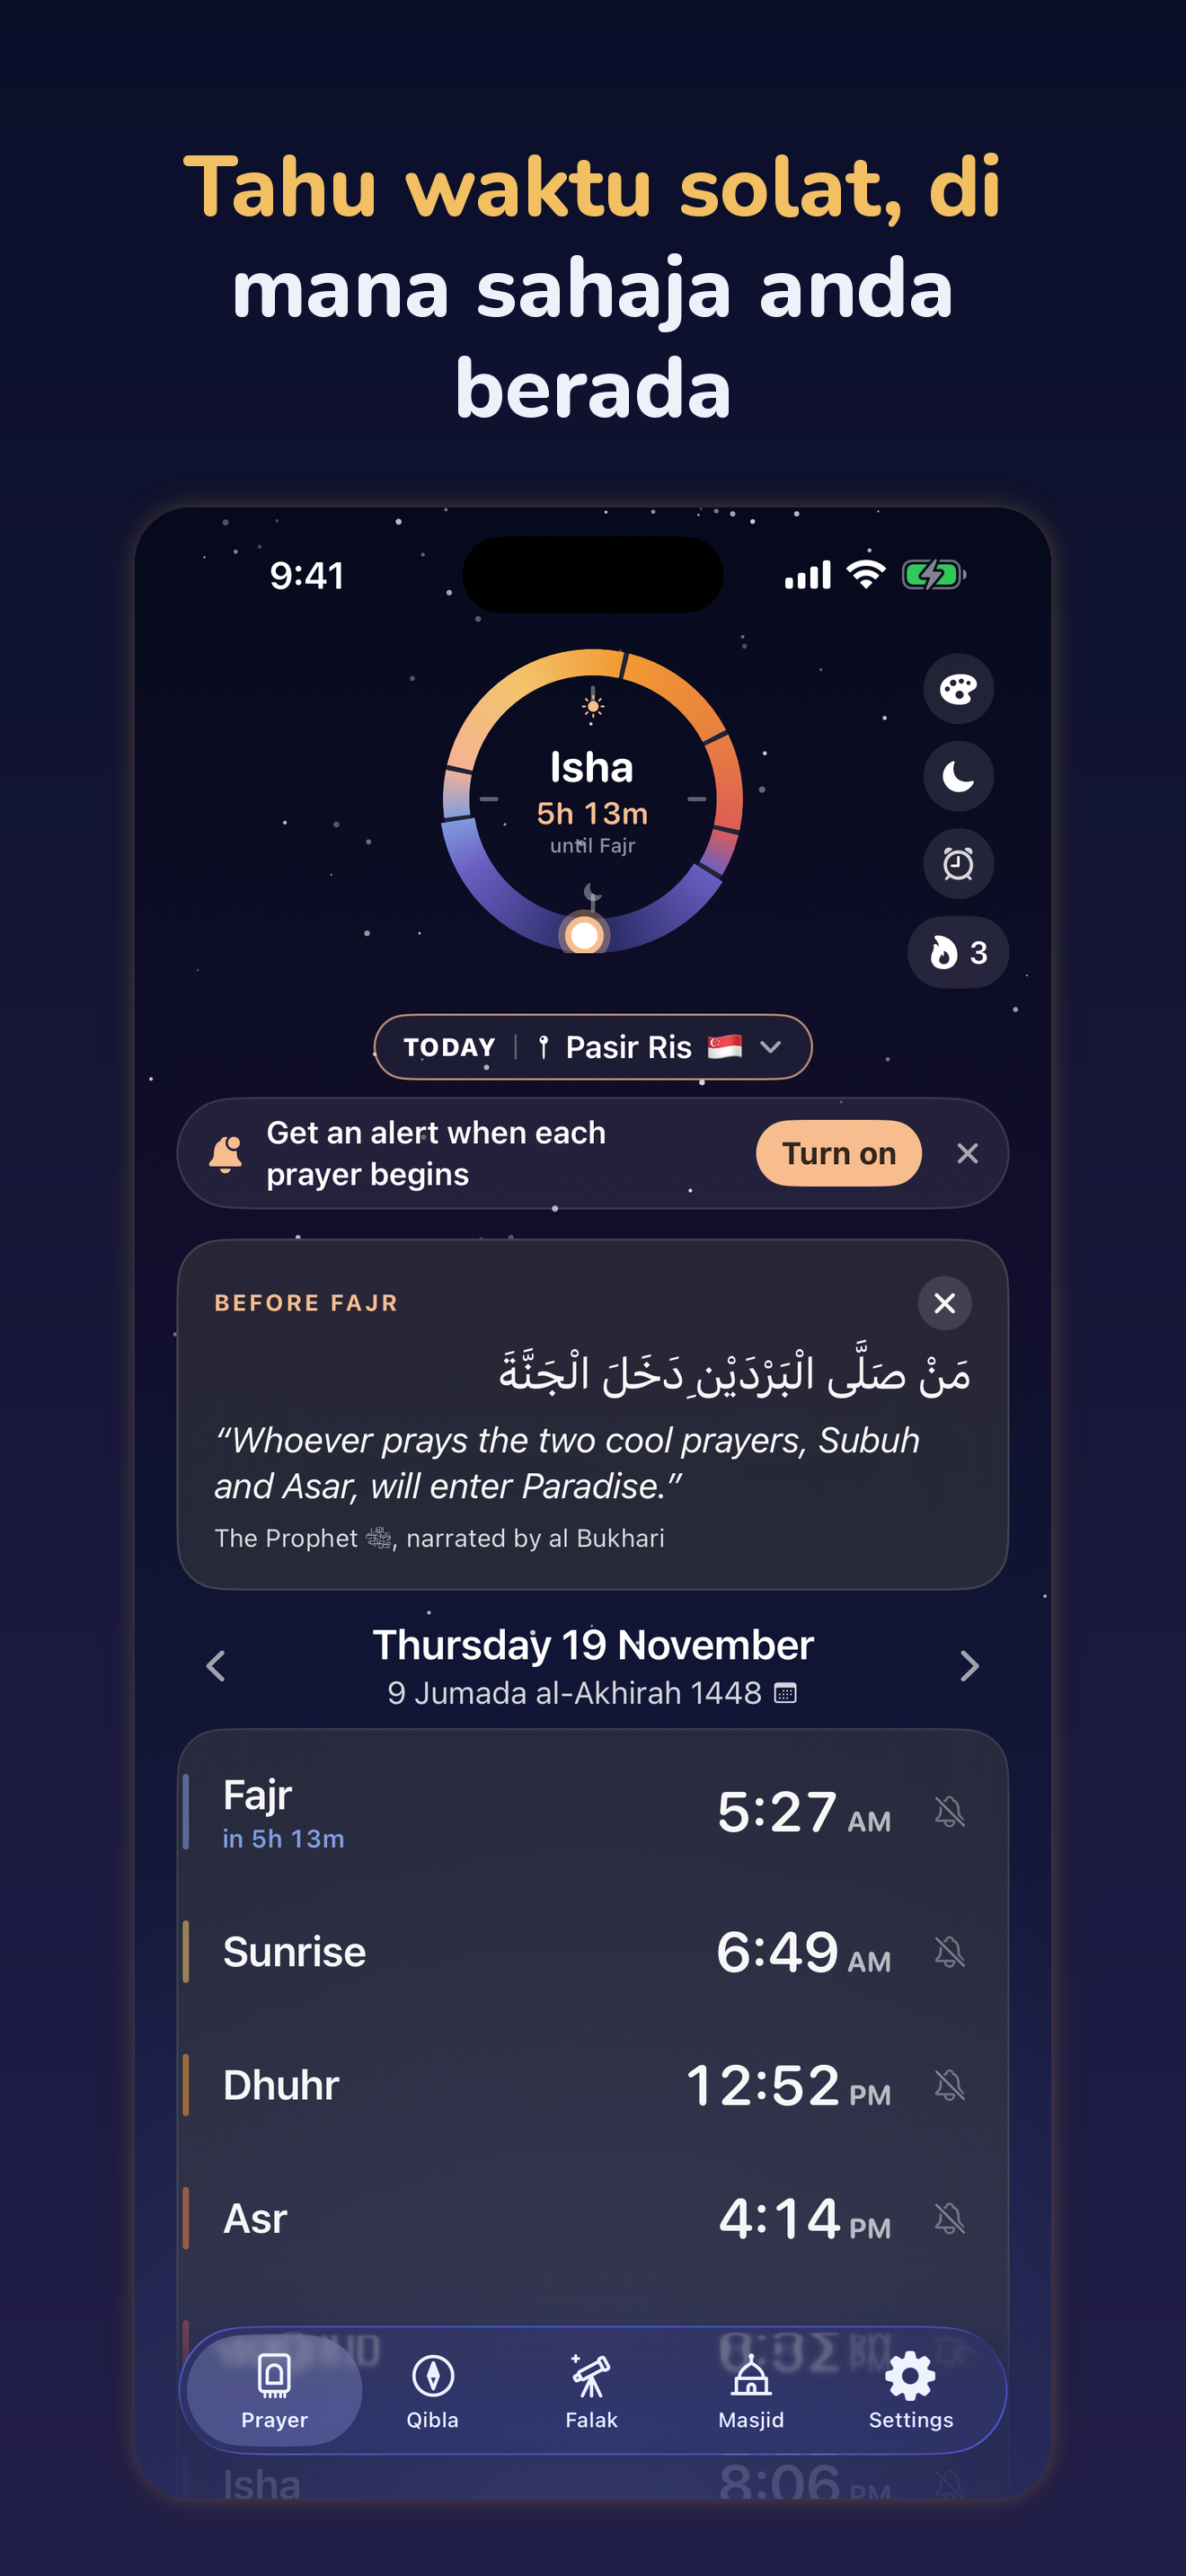 Tahu waktu solat, di
mana sahaja anda
berada
9:41
Isha
5h 13m
until Fajr
3
TODAY | Pasir Ris
Get an alert when each
prayer begins
Turn on
BEFORE FAJR
مَنْ صَلَّى الْبَرْدَيْنِ دَخَلَ الْجَنَّةَ
“Whoever prays the two cool prayers, Subuh
and Asar, will enter Paradise.”
The Prophet ﷺ, narrated by al Bukhari
Thursday 19 November
9 Jumada al-Akhirah 1448
Fajr 5:27 AM
in 5h 13m
Sunrise 6:49 AM
Dhuhr 12:52 PM
Asr 4:14 PM
Prayer Qibla Falak Masjid Settings
Isha 8:06 PM